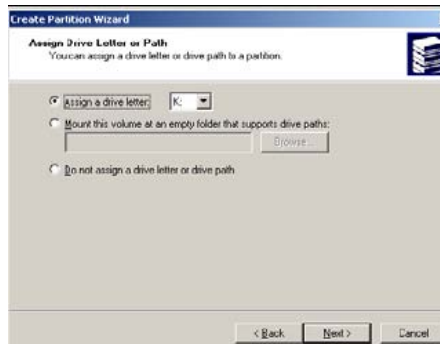 Create Partition Wizard
Assign Drive Letter or Path
You can assign a drive letter or drive path to a partition.
Assign a drive letter: K:
Mount this volume at an empty folder that supports drive paths:
Browse...
Do not assign a drive letter or drive path
< Back Next > Cancel